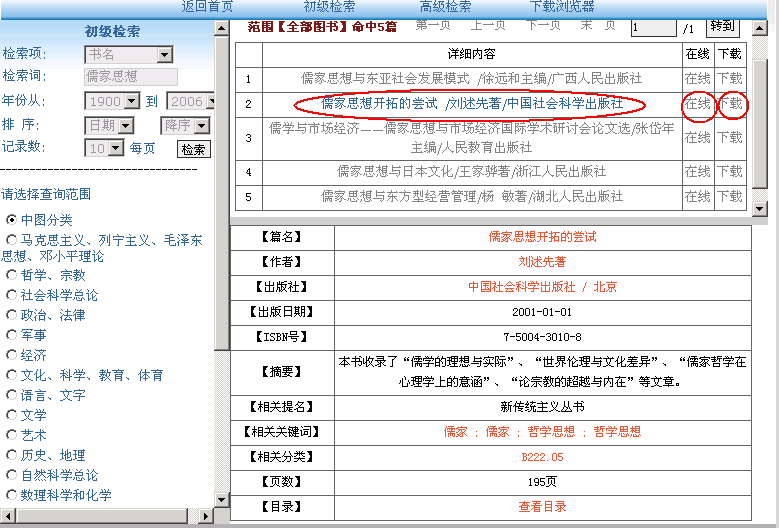 返回首页 初级检索 高级检索 下载浏览器
初级检索
检索项: 书名
检索词: 儒家思想
年份从: 1900 到 2006
排 序: 日期 降序
记录数: 10 每页 检索
请选择查询范围
中图分类
马克思主义、列宁主义、毛泽东
思想、邓小平理论
哲学、宗教
社会科学总论
政治、法律
军事
经济
文化、科学、教育、体育
语言、文字
文学
艺术
历史、地理
自然科学总论
数理科学和化学
范围【全部图书】命中5篇 第一页 上一页 下一页 末 页 1 /1 转到
详细内容 在线 下载
1 儒家思想与东亚社会发展模式 /徐远和主编/广西人民出版社 在线 下载
2 儒家思想开拓的尝试 /刘述先著/中国社会科学出版社 在线 下载
3 儒学与市场经济——儒家思想与市场经济国际学术研讨会论文选/张岱年
主编/人民教育出版社 在线 下载
4 儒家思想与日本文化/王家骅著/浙江人民出版社 在线 下载
5 儒家思想与东方型经营管理/杨 敏著/湖北人民出版社 在线 下载
【篇名】 儒家思想开拓的尝试
【作者】 刘述先著
【出版社】 中国社会科学出版社 / 北京
【出版日期】 2001-01-01
【ISBN号】 7-5004-3010-8
【摘要】 本书收录了“儒学的理想与实际”、“世界伦理与文化差异”、“儒家哲学在
心理学上的意涵”、“论宗教的超越与内在”等文章。
【相关提名】 新传统主义丛书
【相关关键词】 儒家 ; 儒家 ; 哲学思想 ; 哲学思想
【相关分类】 B222.05
【页数】 195页
【目录】 查看目录